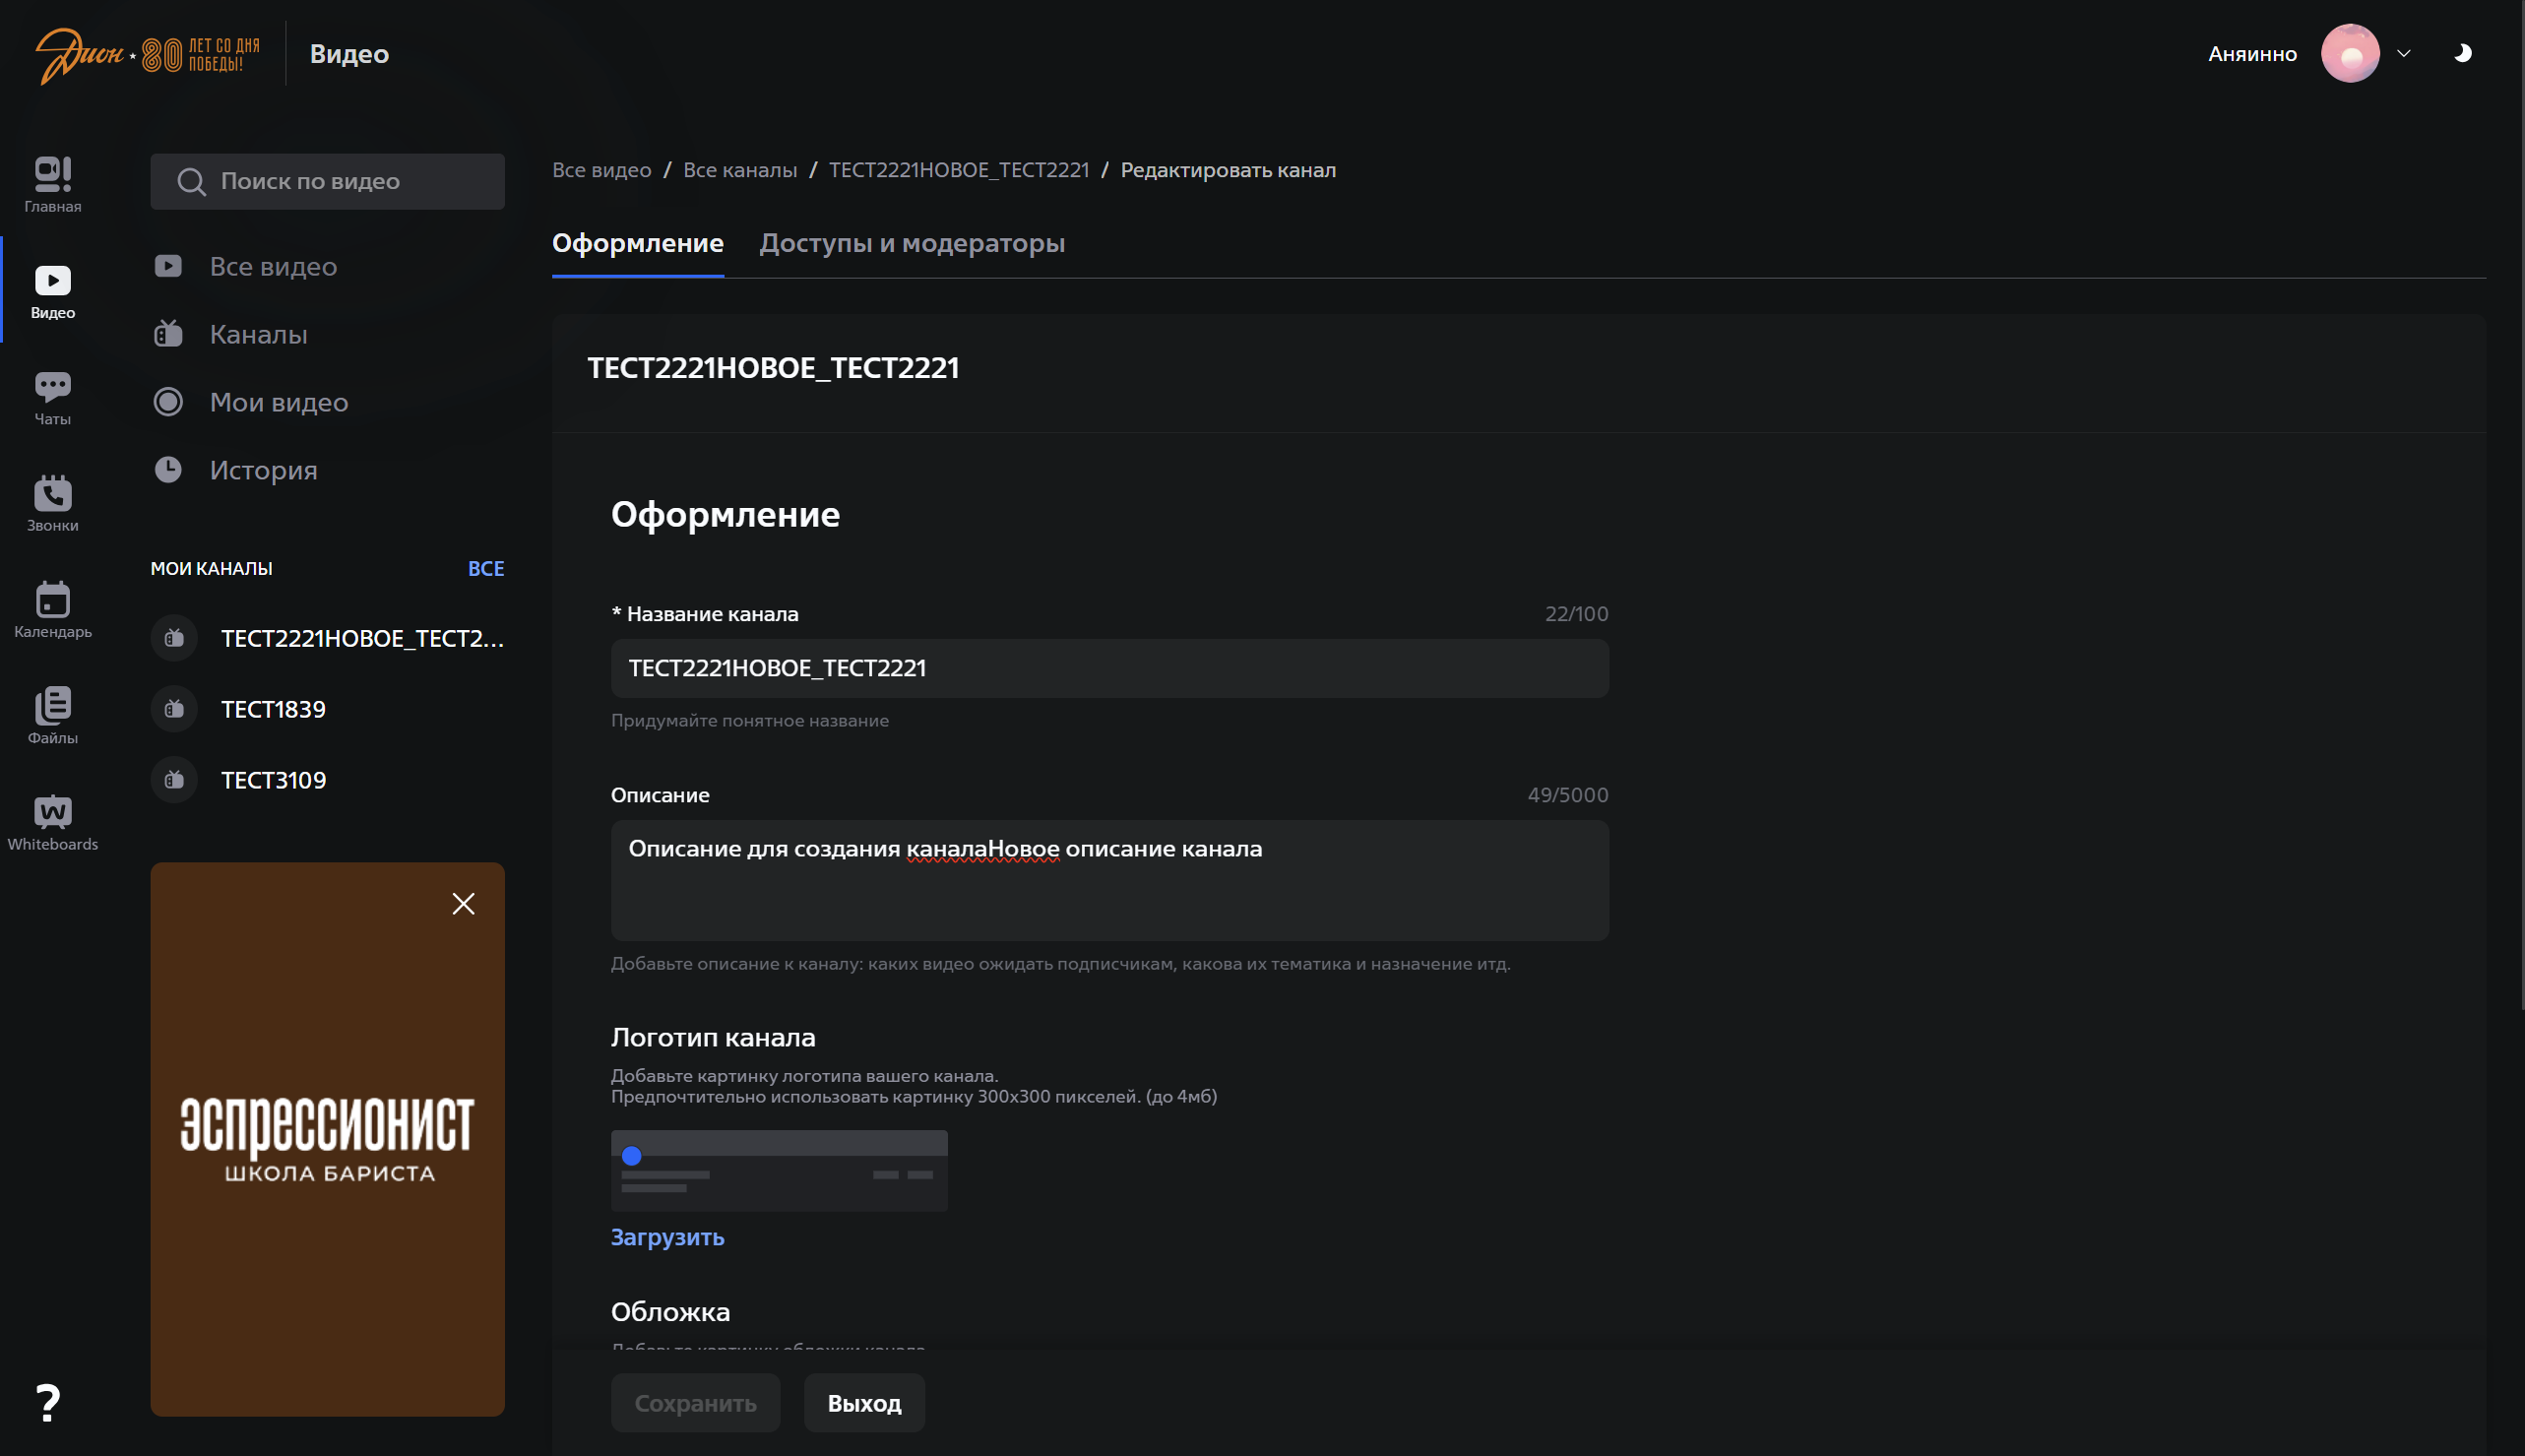 Дион
80 ЛЕТ СО ДНЯ
ПОБЕДЫ!
Видео
Аняинно
Главная
Видео
Чаты
Звонки
Календарь
Файлы
Whiteboards
?
Поиск по видео
Все видео
Каналы
Мои видео
История
МОИ КАНАЛЫ ВСЕ
ТЕСТ2221НОВОЕ_ТЕСТ2...
ТЕСТ1839
ТЕСТ3109
ЭСПРЕССИОНИСТ
ШКОЛА БАРИСТА
Все видео / Все каналы / ТЕСТ2221НОВОЕ_ТЕСТ2221 / Редактировать канал
Оформление Доступы и модераторы
ТЕСТ2221НОВОЕ_ТЕСТ2221
Оформление
* Название канала 22/100
ТЕСТ2221НОВОЕ_ТЕСТ2221
Придумайте понятное название
Описание 49/5000
Описание для создания каналаНовое описание канала
Добавьте описание к каналу: каких видео ожидать подписчикам, какова их тематика и назначение итд.
Логотип канала
Добавьте картинку логотипа вашего канала.
Предпочтительно использовать картинку 300x300 пикселей. (до 4мб)
Загрузить
Обложка
Добавьте картинку обложки канала
Сохранить Выход